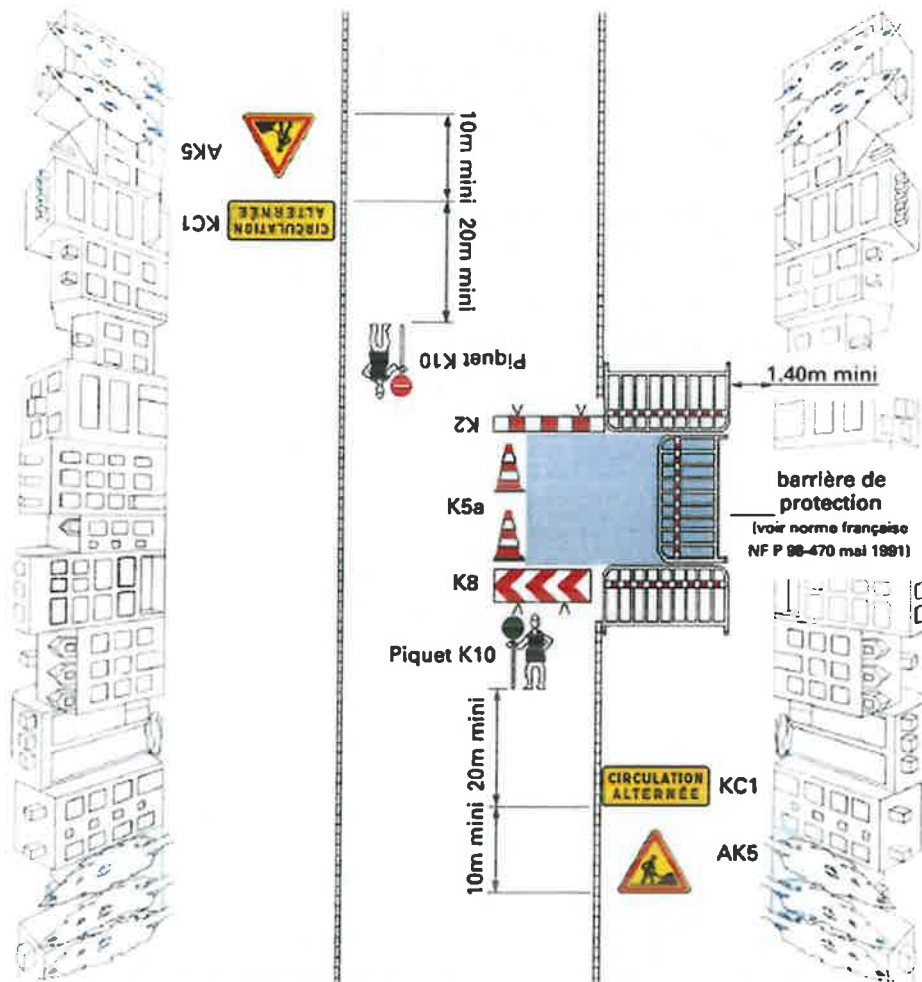 AK5
10m mini
KC1
CIRCULATION
ALTERNÉE
20m mini
Piquet K10
1.40m mini
K2
K5a
barrière de
protection
(voir norme française
NF P 98-470 mai 1991)
K8
Piquet K10
20m mini
CIRCULATION
ALTERNÉE
KC1
10m mini
AK5